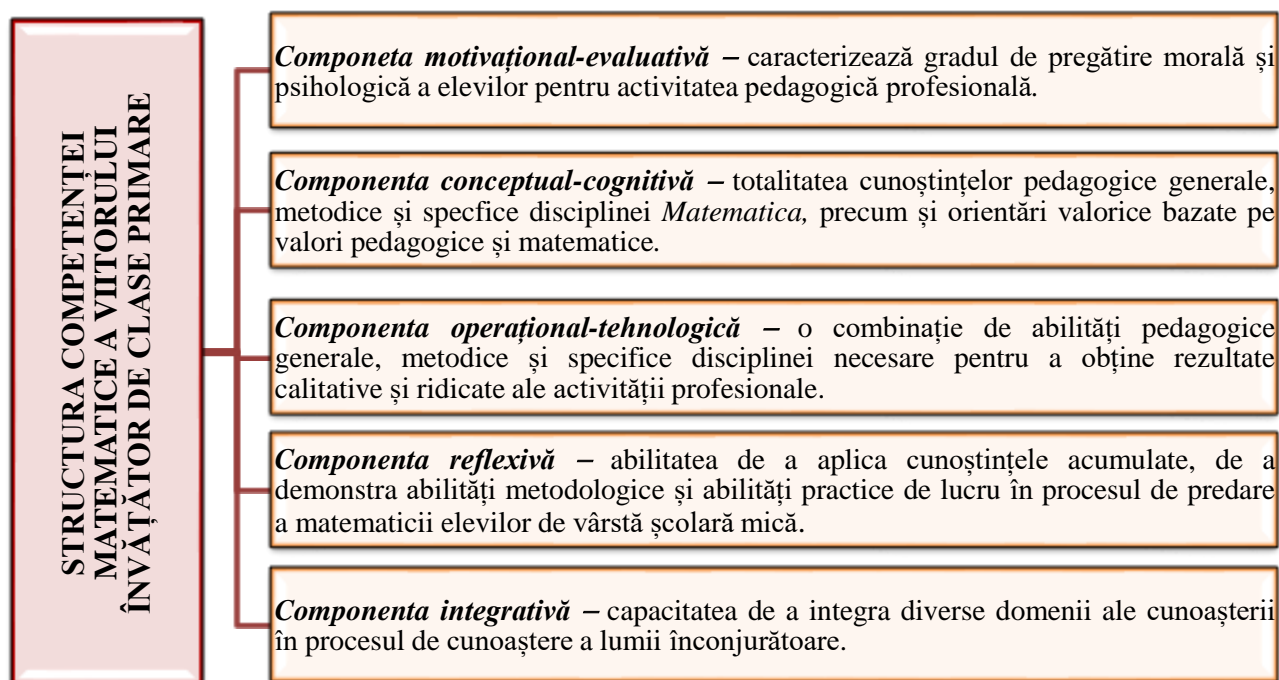 STRUCTURA COMPETENȚEI
MATEMATICE A VIITORULUI
ÎNVĂȚĂTOR DE CLASE PRIMARE
Componeta motivațional-evaluativă – caracterizează gradul de pregătire morală și
psihologică a elevilor pentru activitatea pedagogică profesională.
Componenta conceptual-cognitivă – totalitatea cunoștințelor pedagogice generale,
metodice și specfice disciplinei Matematica, precum și orientări valorice bazate pe
valori pedagogice și matematice.
Componenta operațional-tehnologică – o combinație de abilități pedagogice
generale, metodice și specifice disciplinei necesare pentru a obține rezultate
calitative și ridicate ale activității profesionale.
Componenta reflexivă – abilitatea de a aplica cunoștințele acumulate, de a
demonstra abilități metodologice și abilități practice de lucru în procesul de predare
a matematicii elevilor de vârstă școlară mică.
Componenta integrativă – capacitatea de a integra diverse domenii ale cunoașterii
în procesul de cunoaștere a lumii înconjurătoare.